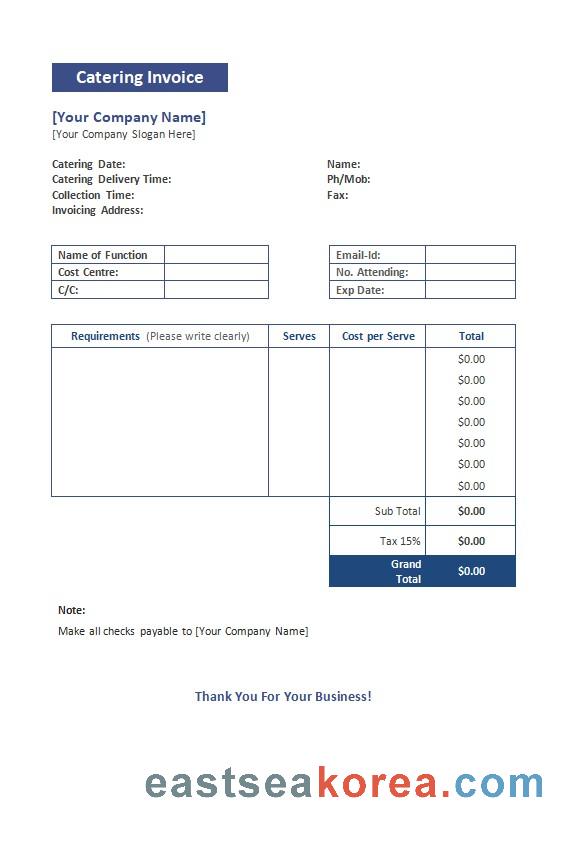 Catering Invoice
[Your Company Name]
[Your Company Slogan Here]
Catering Date:
Catering Delivery Time:
Collection Time:
Invoicing Address:
Name:
Ph/Mob:
Fax:
Name of Function
Cost Centre:
C/C:
Email-Id:
No. Attending:
Exp Date:
Requirements (Please write clearly) Serves Cost per Serve Total
$0.00
$0.00
$0.00
$0.00
$0.00
$0.00
$0.00
Sub Total $0.00
Tax 15% $0.00
Grand
Total $0.00
Note:
Make all checks payable to [Your Company Name]
Thank You For Your Business!
eastseakorea.com